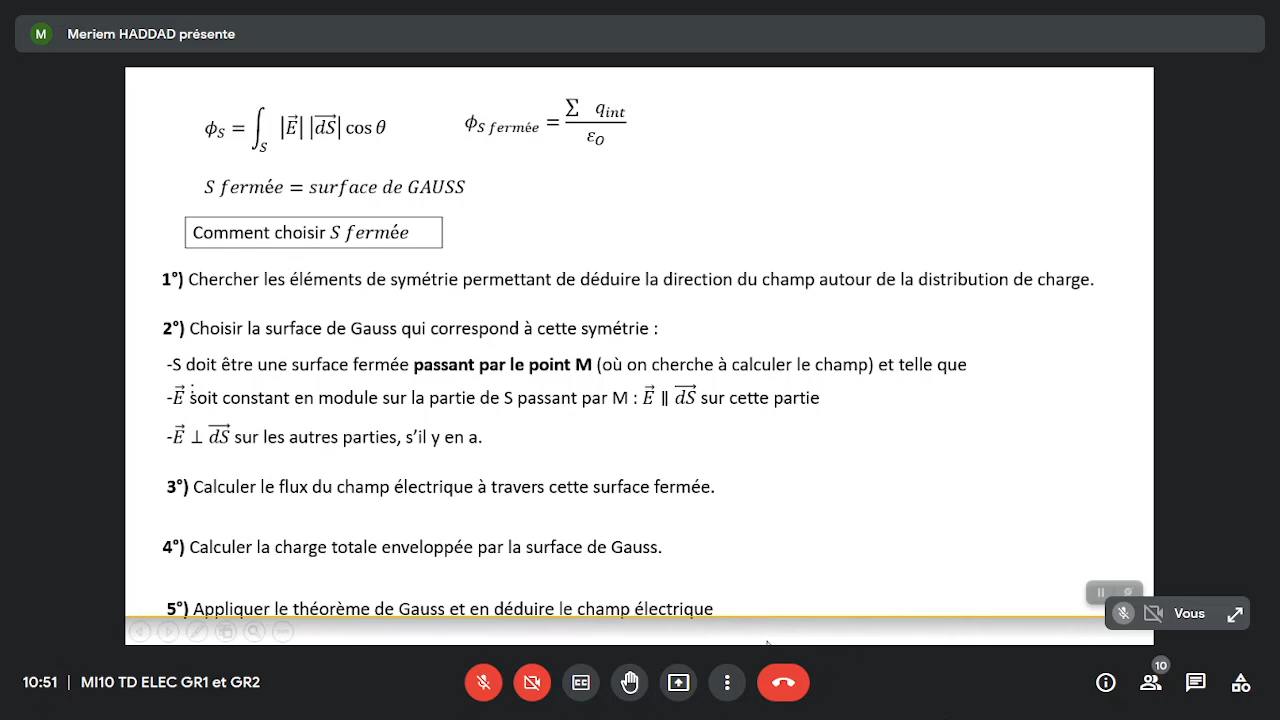 M Meriem HADDAD présente
ϕ_S = ∫_S |E⃗| |dS⃗| cos θ    ϕ_{S fermée} = ∑ q_{int} / ε_O
S fermée = surface de GAUSS
Comment choisir S fermée
1°) Chercher les éléments de symétrie permettant de déduire la direction du champ autour de la distribution de charge.
2°) Choisir la surface de Gauss qui correspond à cette symétrie :
-S doit être une surface fermée passant par le point M (où on cherche à calculer le champ) et telle que
-E⃗ soit constant en module sur la partie de S passant par M : E⃗ ∥ dS⃗ sur cette partie
-E⃗ ⊥ dS⃗ sur les autres parties, s'il y en a.
3°) Calculer le flux du champ électrique à travers cette surface fermée.
4°) Calculer la charge totale enveloppée par la surface de Gauss.
5°) Appliquer le théorème de Gauss et en déduire le champ électrique
Vous
10:51 | MI10 TD ELEC GR1 et GR2
CC
10